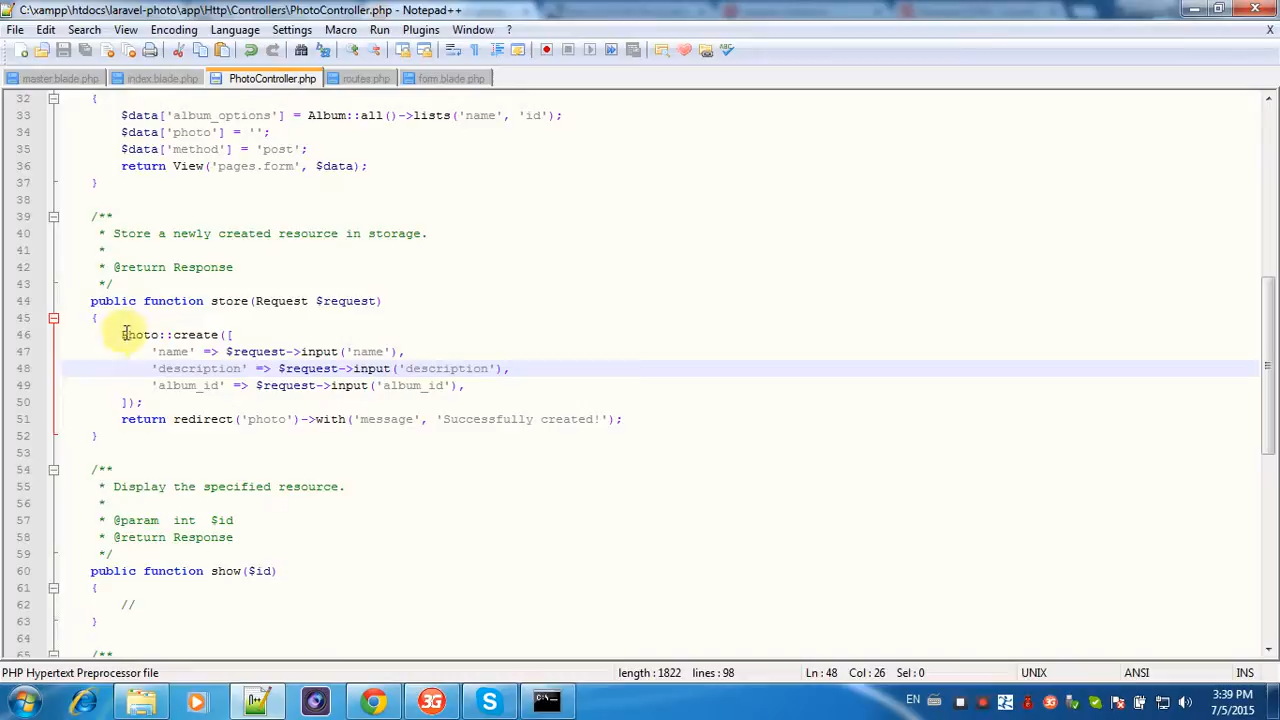 C:\xampp\htdocs\laravel-photo\app\Http\Controllers\PhotoController.php - Notepad++
File Edit Search View Encoding Language Settings Macro Run Plugins Window ? X
master.blade.php index.blade.php PhotoController.php routes.php form.blade.php
32 {
33 $data['album_options'] = Album::all()->lists('name', 'id');
34 $data['photo'] = '';
35 $data['method'] = 'post';
36 return View('pages.form', $data);
37 }
38
39 /**
40 * Store a newly created resource in storage.
41 *
42 * @return Response
43 */
44 public function store(Request $request)
45 {
46 Photo::create([
47 'name' => $request->input('name'),
48 'description' => $request->input('description'),
49 'album_id' => $request->input('album_id'),
50 ]);
51 return redirect('photo')->with('message', 'Successfully created!');
52 }
53
54 /**
55 * Display the specified resource.
56 *
57 * @param int $id
58 * @return Response
59 */
60 public function show($id)
61 {
62 //
63 }
64
65 /**
PHP Hypertext Preprocessor file length : 1822 lines : 98 Ln : 48 Col : 26 Sel : 0 UNIX ANSI INS
3G EN 3:39 PM
7/5/2015